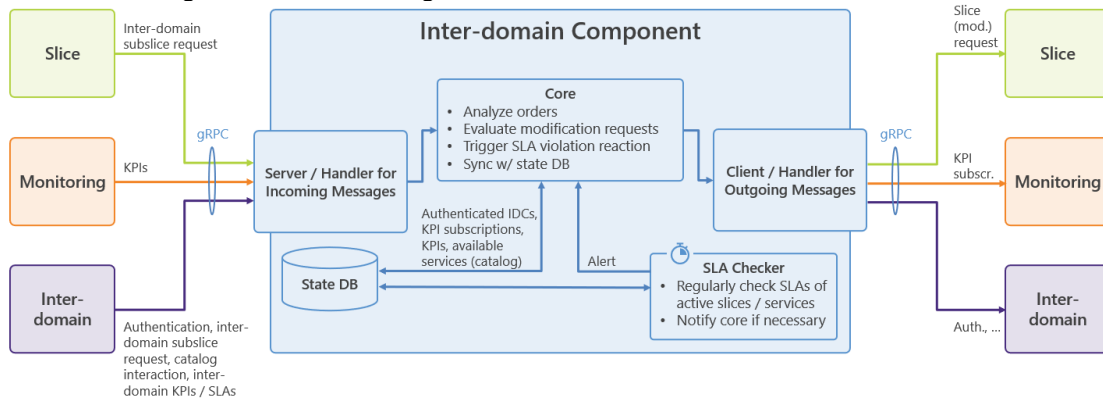 Inter-domain Component
Slice
Inter-domain
subslice request
gRPC
Monitoring
KPIs
Inter-
domain
Authentication, inter-
domain subslice
request, catalog
interaction, inter-
domain KPIs / SLAs
Server / Handler for
Incoming Messages
Core
• Analyze orders
• Evaluate modification requests
• Trigger SLA violation reaction
• Sync w/ state DB
Authenticated IDCs,
KPI subscriptions,
KPIs, available
services (catalog)
State DB
Alert
SLA Checker
• Regularly check SLAs of
active slices / services
• Notify core if necessary
Client / Handler for
Outgoing Messages
gRPC
Slice
(mod.)
request
Slice
KPI
subscr.
Monitoring
Auth., ...
Inter-
domain